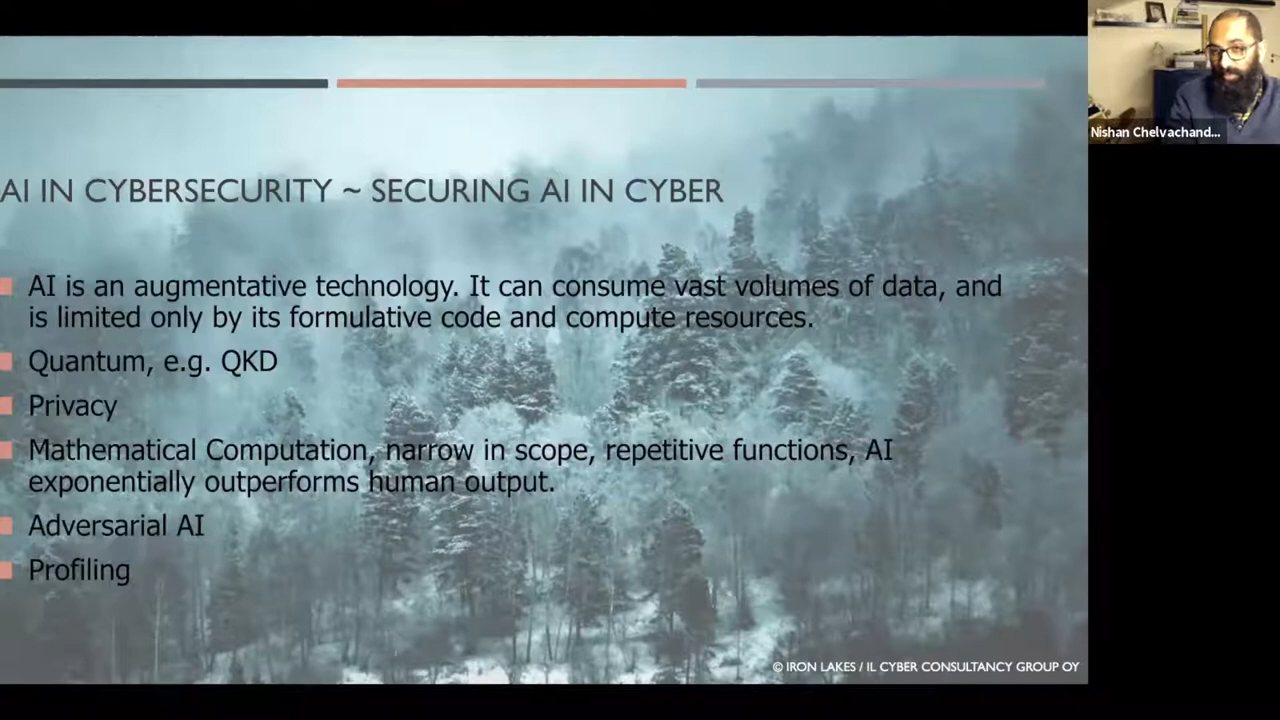 Nishan Chelvachand...
AI IN CYBERSECURITY ~ SECURING AI IN CYBER
AI is an augmentative technology. It can consume vast volumes of data, and
is limited only by its formulative code and compute resources.
Quantum, e.g. QKD
Privacy
Mathematical Computation, narrow in scope, repetitive functions, AI
exponentially outperforms human output.
Adversarial AI
Profiling
© IRON LAKES / IL CYBER CONSULTANCY GROUP OY